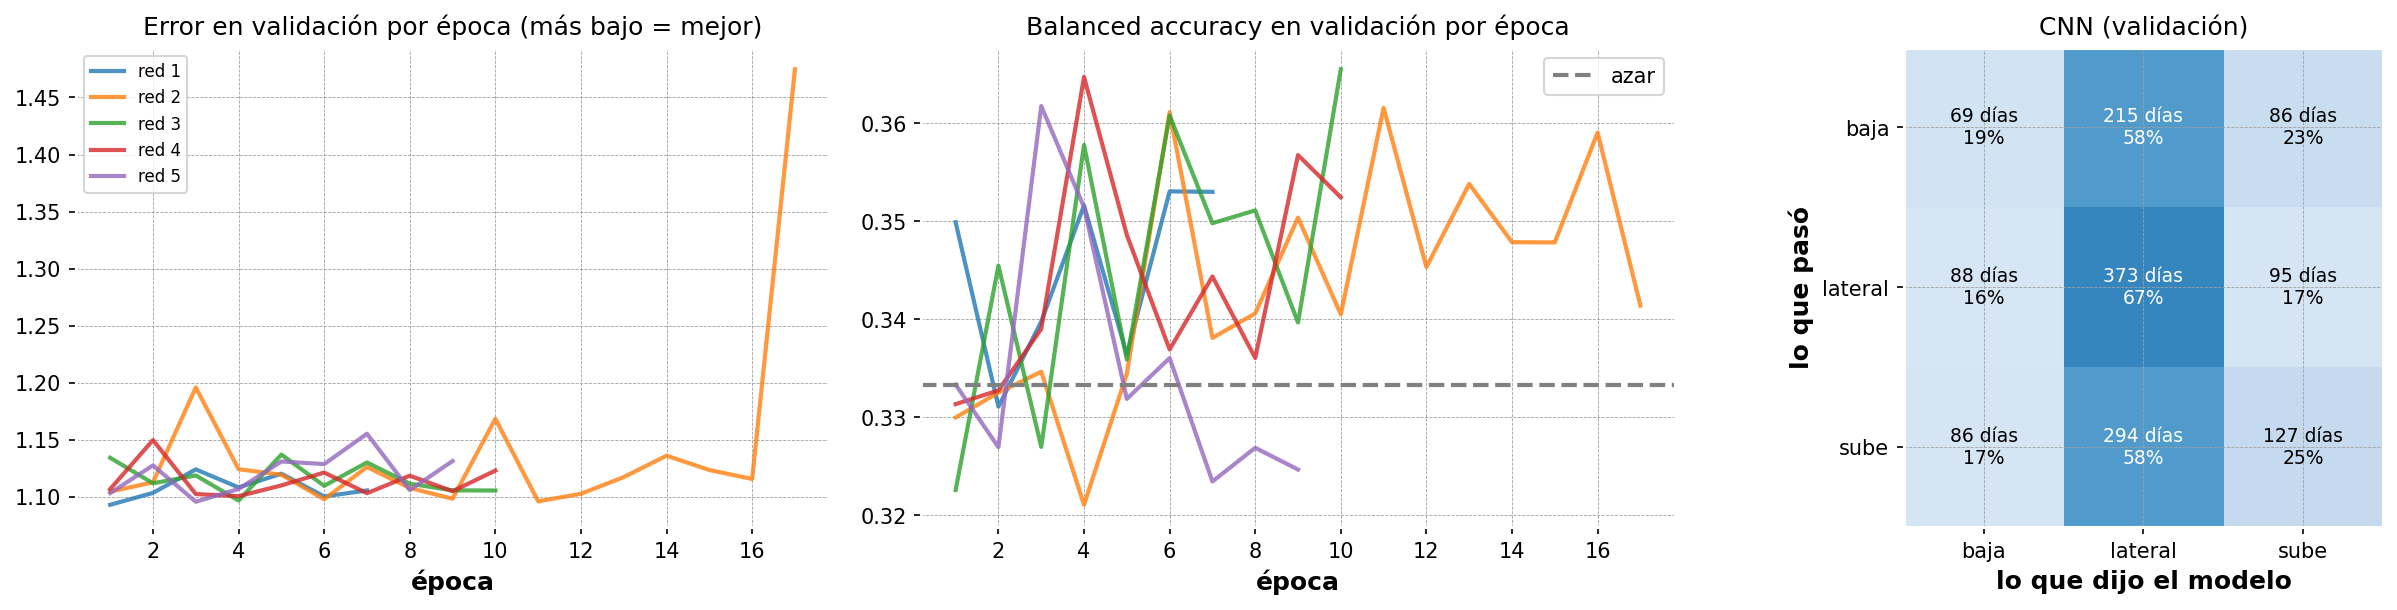 Error en validación por época (más bajo = mejor)
red 1
red 2
red 3
red 4
red 5
1.45
1.40
1.35
1.30
1.25
1.20
1.15
1.10
2 4 6 8 10 12 14 16
época
Balanced accuracy en validación por época
azar
0.36
0.35
0.34
0.33
0.32
2 4 6 8 10 12 14 16
época
CNN (validación)
lo que pasó
baja
69 días 215 días 86 días
19% 58% 23%
lateral
88 días 373 días 95 días
16% 67% 17%
sube
86 días 294 días 127 días
17% 58% 25%
baja lateral sube
lo que dijo el modelo